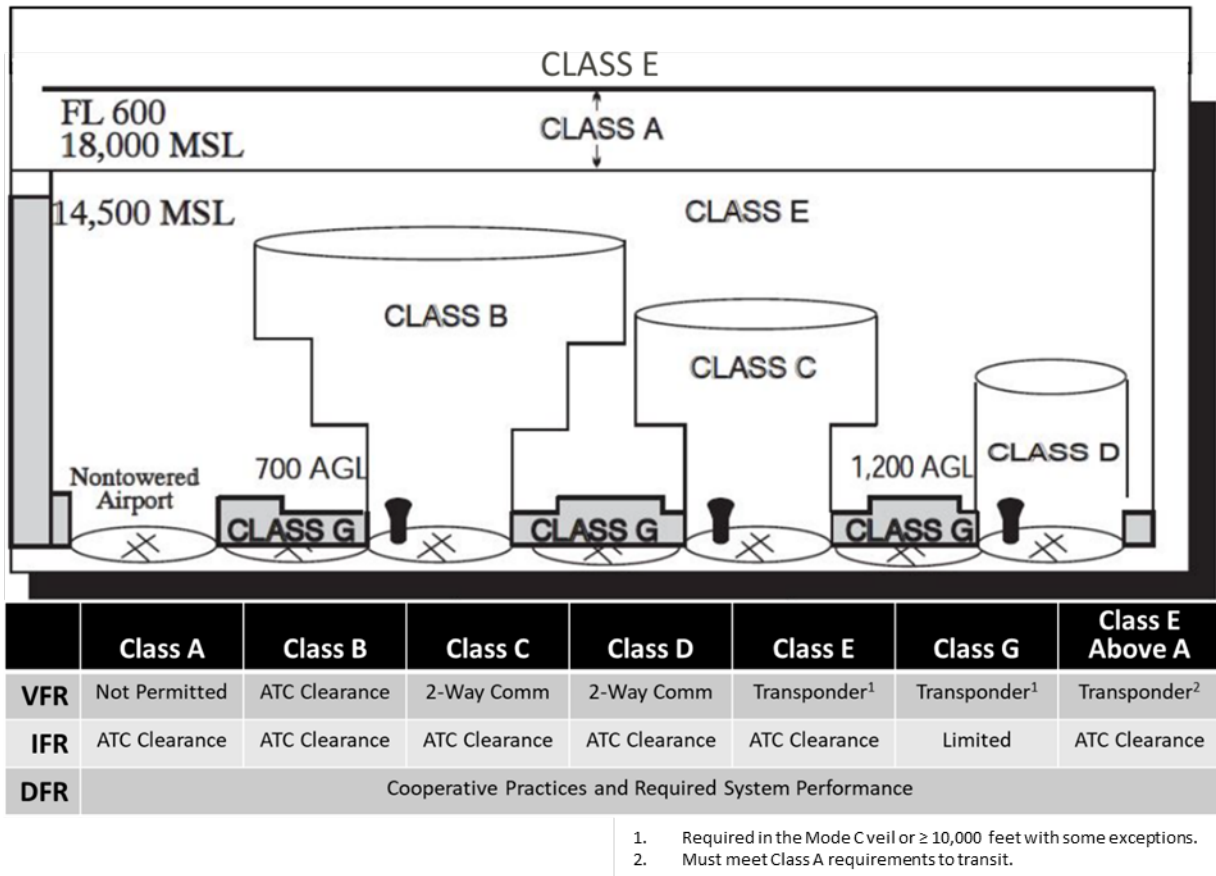 CLASS E
FL 600
18,000 MSL
CLASS A
14,500 MSL
CLASS E
CLASS B
CLASS C
CLASS D
Nontowered
Airport
700 AGL
1,200 AGL
CLASS G
CLASS G
CLASS G
Class A Class B Class C Class D Class E Class G Class E Above A
VFR Not Permitted ATC Clearance 2-Way Comm 2-Way Comm Transponder¹ Transponder¹ Transponder²
IFR ATC Clearance ATC Clearance ATC Clearance ATC Clearance ATC Clearance Limited ATC Clearance
DFR Cooperative Practices and Required System Performance
1. Required in the Mode C veil or ≥ 10,000 feet with some exceptions.
2. Must meet Class A requirements to transit.